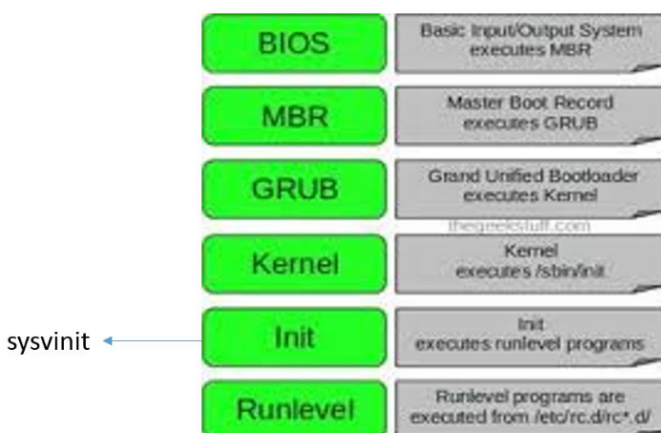 BIOS
Basic Input/Output System
executes MBR
MBR
Master Boot Record
executes GRUB
GRUB
Grand Unified Bootloader
executes Kernel
thegeekstuff.com
Kernel
Kernel
executes /sbin/init
sysvinit
Init
Init
executes runlevel programs
Runlevel
Runlevel programs are
executed from /etc/rc.d/rc*.d/